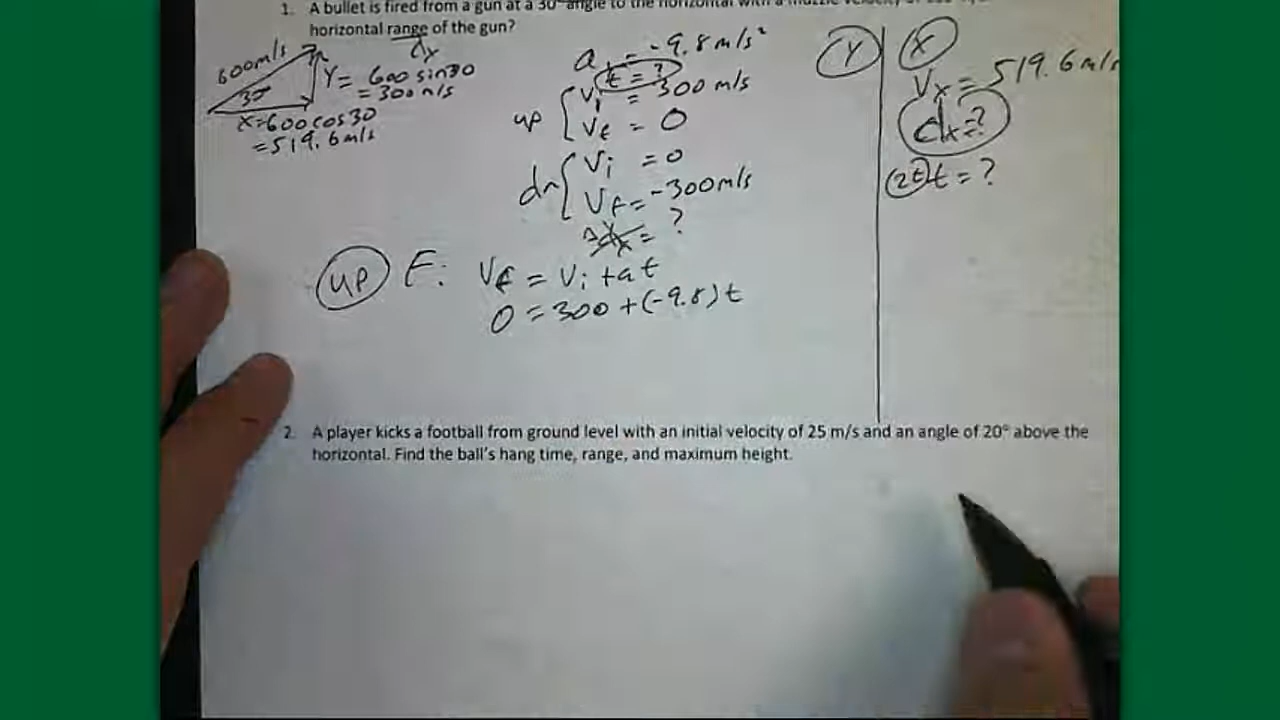 1. A bullet is fired from a gun at a 30° angle to the horizontal with a muzzle velocity of
horizontal range of the gun?
dx
600m/s
30
Y = 600 sin30
= 300 m/s
X = 600 cos30
= 519.6 m/s
a = -9.8 m/s²
t = ?
up
Vi = 300 m/s
Vf = 0
dn
Vi = 0
Vf = -300m/s
= ?
up
E: Vf = Vi + at
0 = 300 + (-9.8)t
Y
X
Vx = 519.6 m/s
dx = ?
(2t) t = ?
2. A player kicks a football from ground level with an initial velocity of 25 m/s and an angle of 20° above the
horizontal. Find the ball's hang time, range, and maximum height.